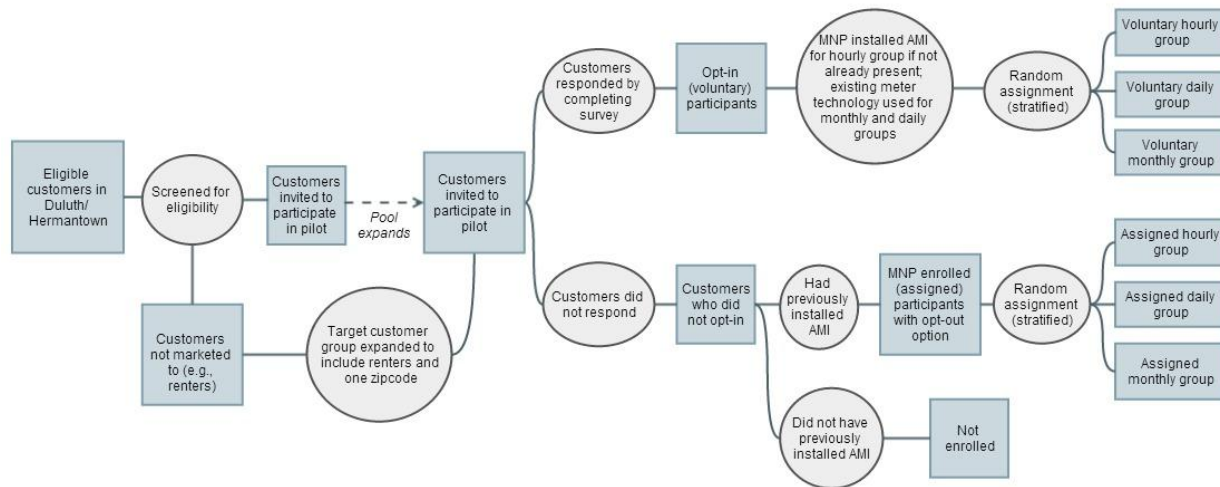 Eligible
customers in
Duluth/
Hermantown
Screened for
eligibility
Customers
invited to
participate
in pilot
Pool
expands
Customers
invited to
participate in
pilot
Customers
not marketed
to (e.g.,
renters)
Target customer
group expanded to
include renters and
one zipcode
Customers
responded by
completing
survey
Opt-in
(voluntary)
participants
MNP installed AMI
for hourly group if not
already present;
existing meter
technology used for
monthly and daily
groups
Random
assignment
(stratified)
Voluntary hourly
group
Voluntary daily
group
Voluntary
monthly group
Customers did
not respond
Customers
who did
not opt-in
Had
previously
installed
AMI
MNP enrolled
(assigned)
participants
with opt-out
option
Random
assignment
(stratified)
Assigned hourly
group
Assigned daily
group
Assigned
monthly group
Did not have
previously
installed AMI
Not
enrolled